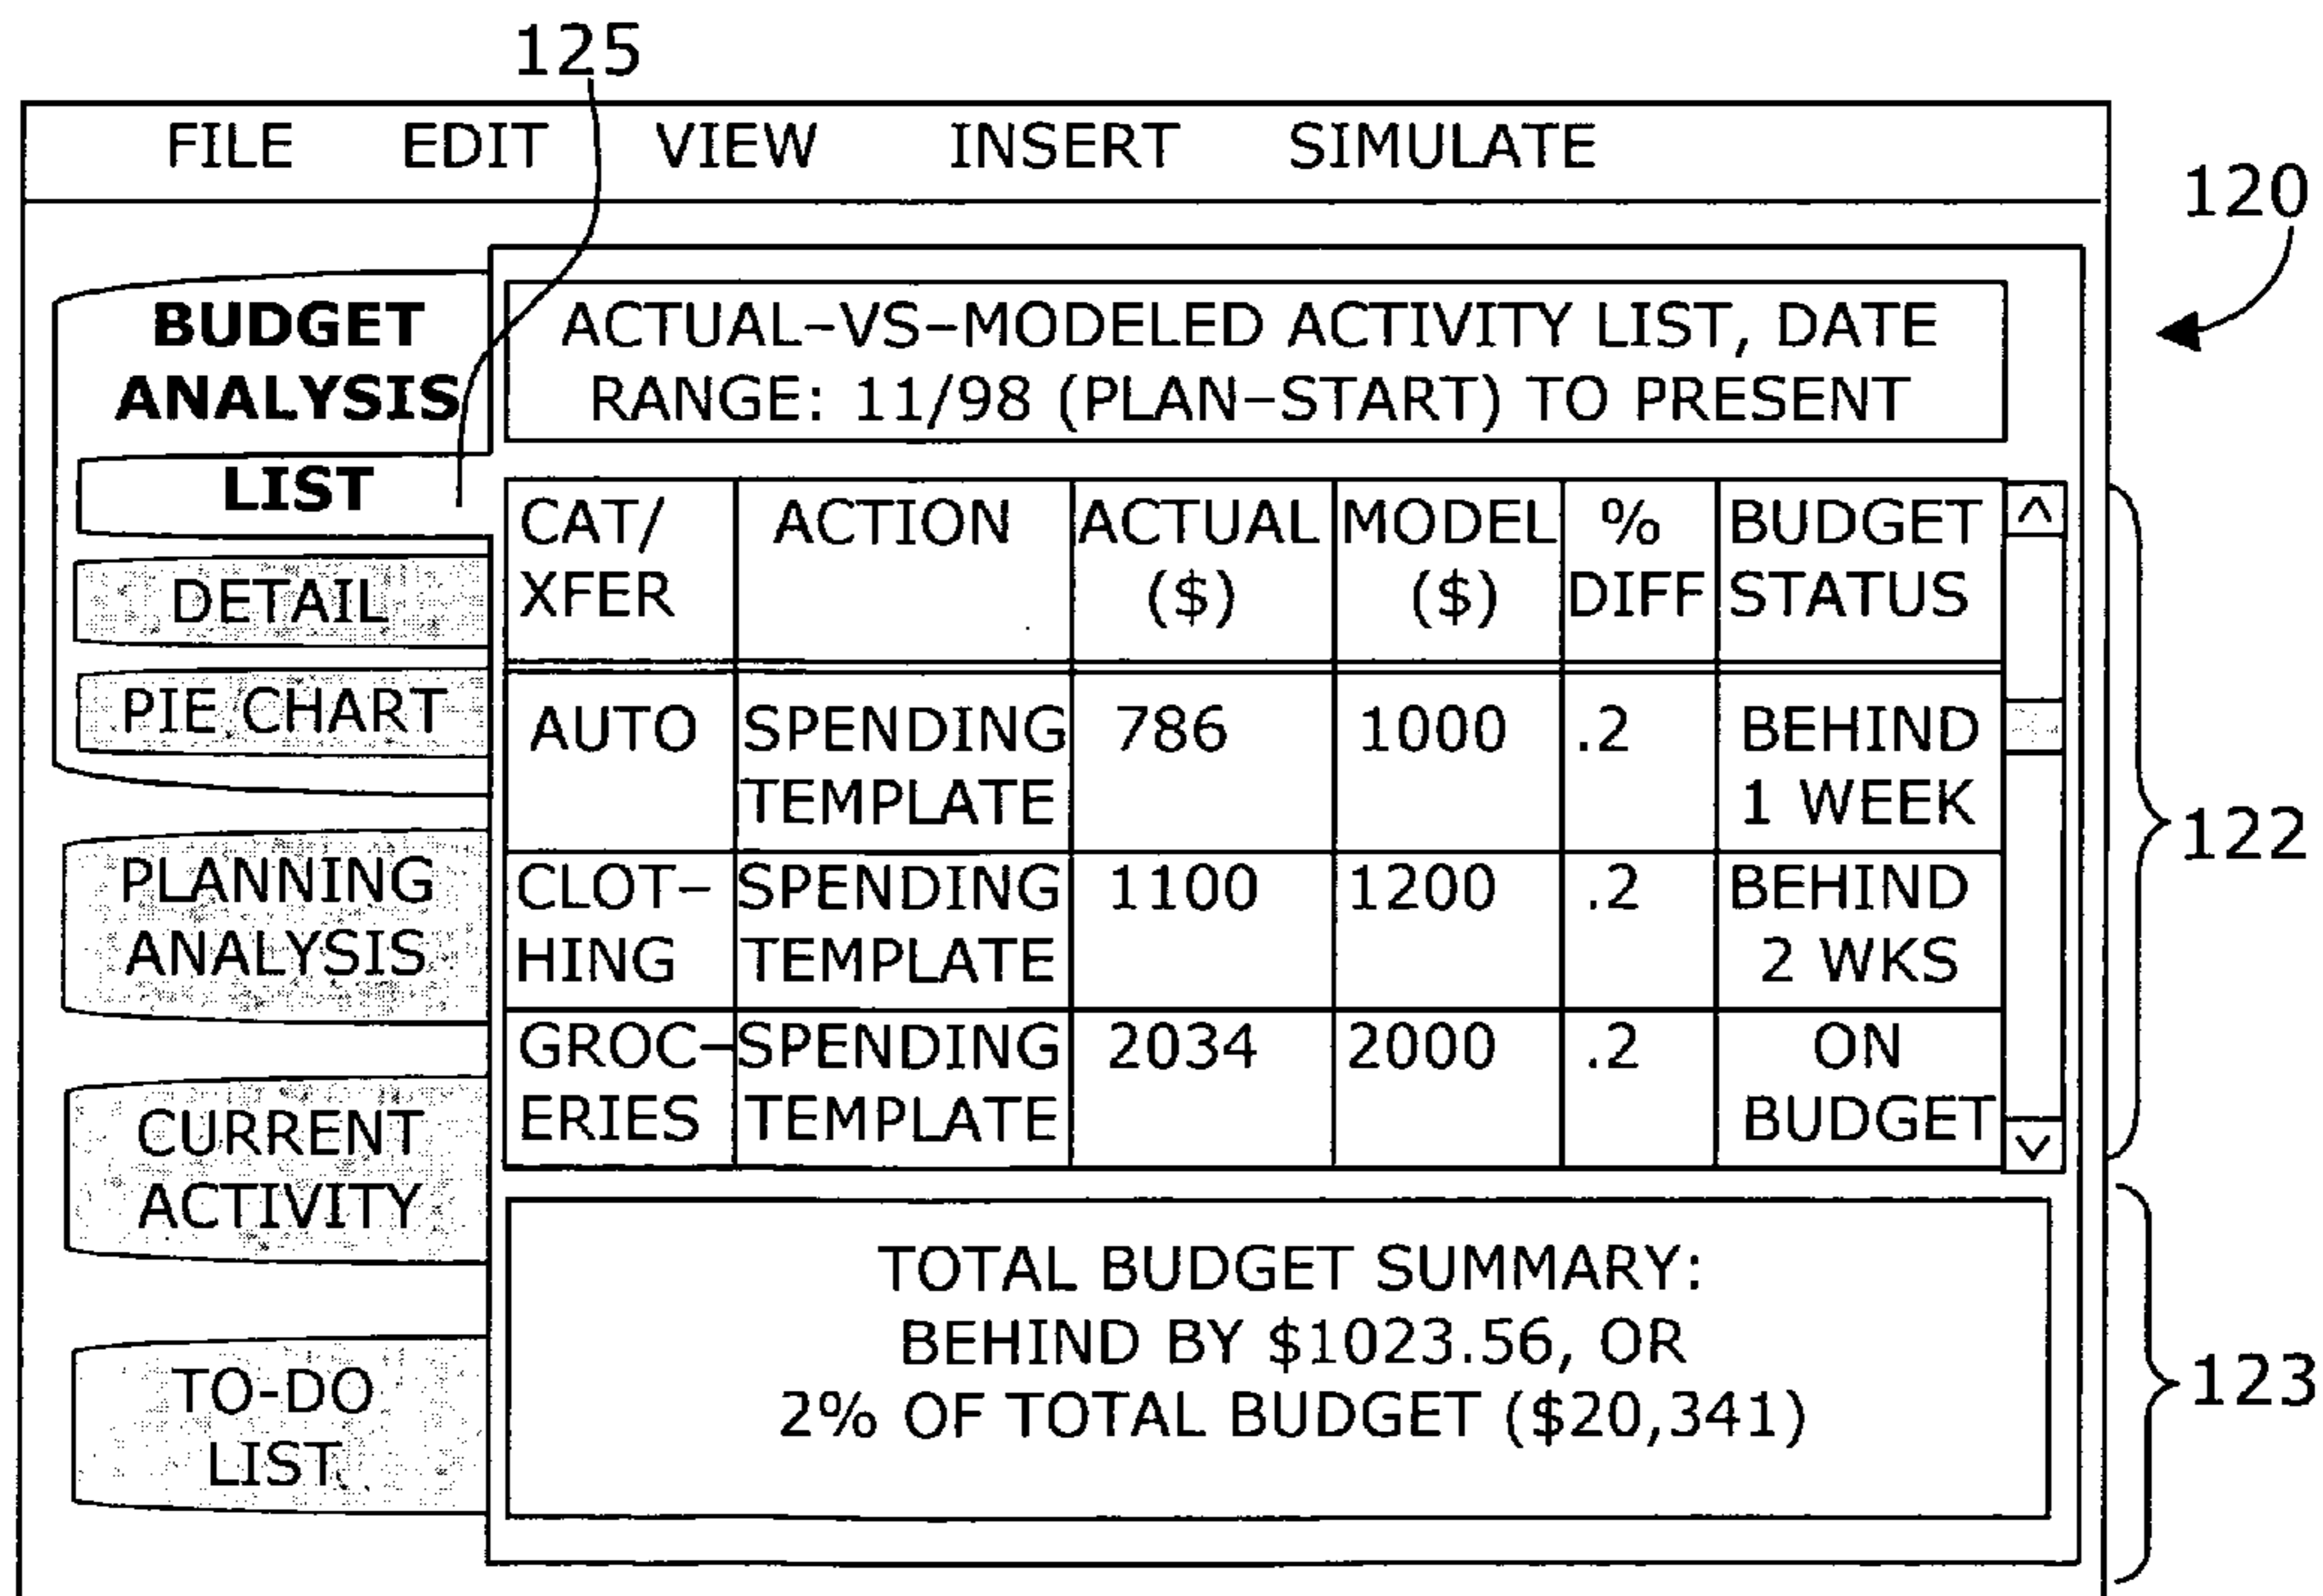 125
FILE EDIT VIEW INSERT SIMULATE
120
BUDGET
ANALYSIS
LIST
DETAIL
PIE CHART
PLANNING
ANALYSIS
CURRENT
ACTIVITY
TO-DO
LIST
ACTUAL-VS-MODELED ACTIVITY LIST, DATE
RANGE: 11/98 (PLAN-START) TO PRESENT
CAT/ ACTION ACTUAL MODEL % BUDGET
XFER ($) ($) DIFF STATUS
AUTO SPENDING 786 1000 .2 BEHIND
TEMPLATE 1 WEEK
CLOT- SPENDING 1100 1200 .2 BEHIND
HING TEMPLATE 2 WKS
GROC- SPENDING 2034 2000 .2 ON
ERIES TEMPLATE BUDGET
122
TOTAL BUDGET SUMMARY:
BEHIND BY $1023.56, OR
2% OF TOTAL BUDGET ($20,341)
123